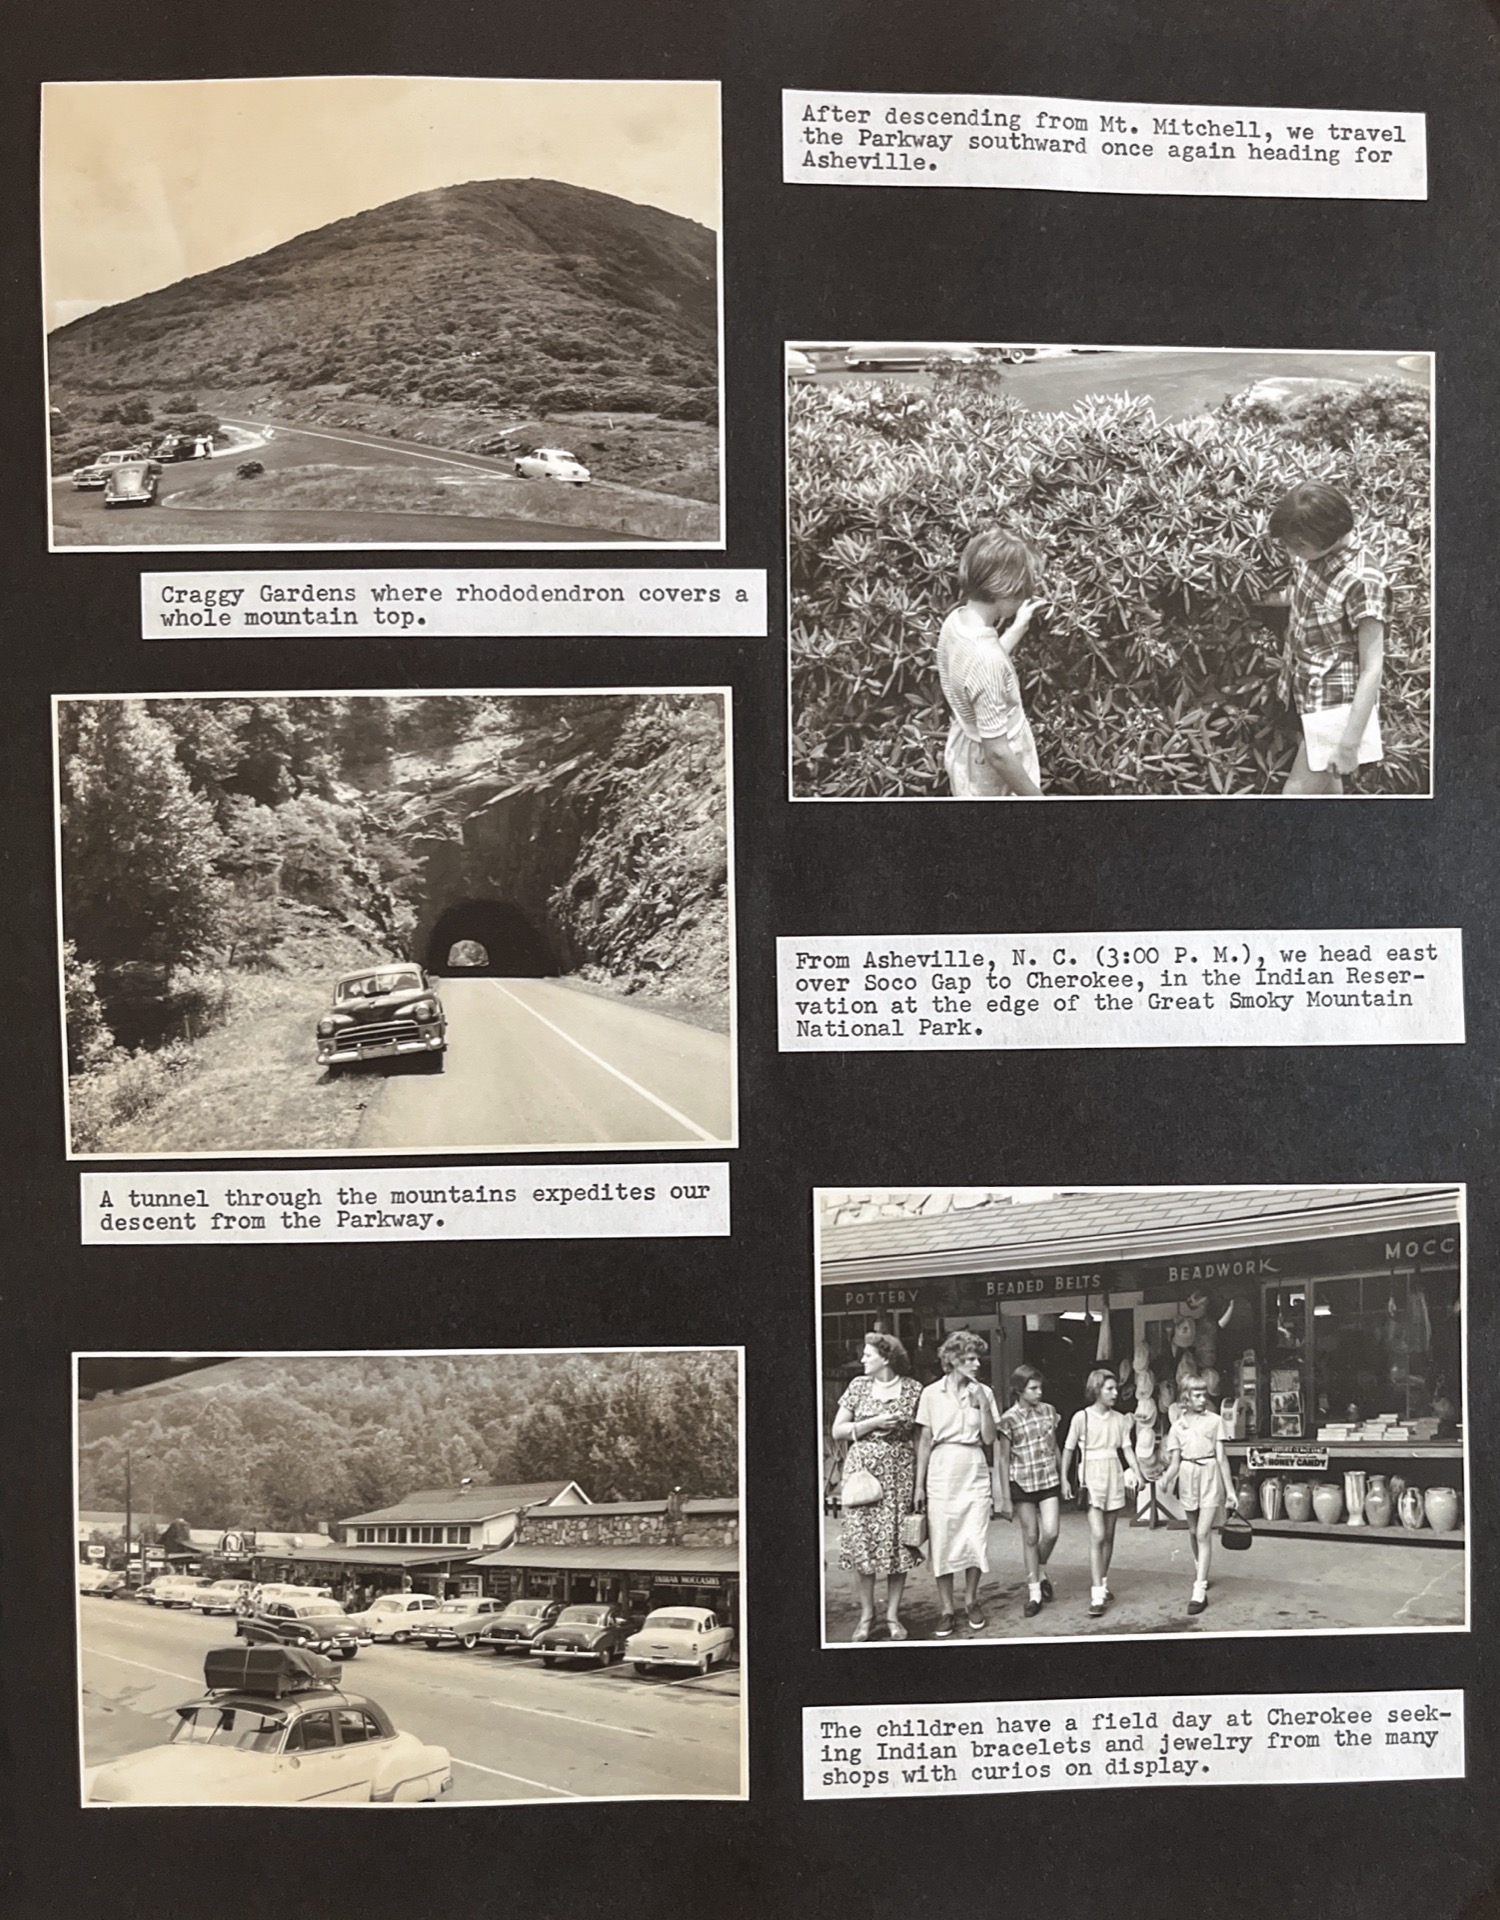 After descending from Mt. Mitchell, we travel
the Parkway southward once again heading for
Asheville.
Craggy Gardens where rhododendron covers a
whole mountain top.
From Asheville, N. C. (3:00 P. M.), we head east
over Soco Gap to Cherokee, in the Indian Reser-
vation at the edge of the Great Smoky Mountain
National Park.
A tunnel through the mountains expedites our
descent from the Parkway.
POTTERY
BEADED BELTS
BEADWORK
MOCC
HONEY CANDY
INDIAN MOCCASINS
The children have a field day at Cherokee seek-
ing Indian bracelets and jewelry from the many
shops with curios on display.